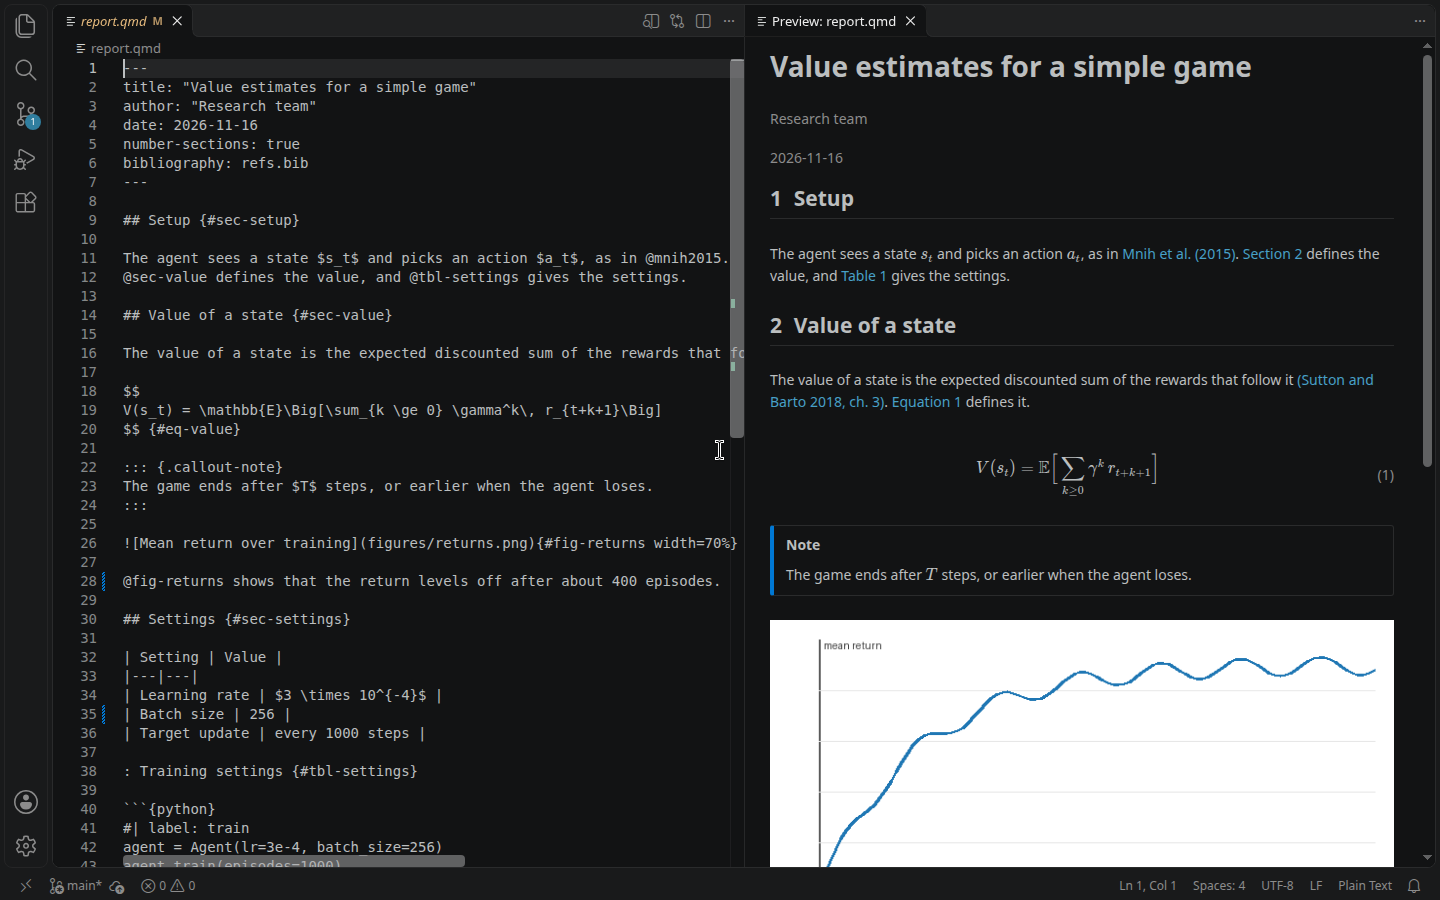 report.qmd M
Preview: report.qmd
report.qmd
1 ---
2 title: "Value estimates for a simple game"
3 author: "Research team"
4 date: 2026-11-16
5 number-sections: true
6 bibliography: refs.bib
7 ---
8
9 ## Setup {#sec-setup}
10
11 The agent sees a state $s_t$ and picks an action $a_t$, as in @mnih2015.
12 @sec-value defines the value, and @tbl-settings gives the settings.
13
14 ## Value of a state {#sec-value}
15
16 The value of a state is the expected discounted sum of the rewards that fo
17
18 $$
19 V(s_t) = \mathbb{E}\Big[\sum_{k \ge 0} \gamma^k\, r_{t+k+1}\Big]
20 $$ {#eq-value}
21
22 ::: {.callout-note}
23 The game ends after $T$ steps, or earlier when the agent loses.
24 :::
25
26 ![Mean return over training](figures/returns.png){#fig-returns width=70%}
27
28 @fig-returns shows that the return levels off after about 400 episodes.
29
30 ## Settings {#sec-settings}
31
32 | Setting | Value |
33 |---|---|
34 | Learning rate | $3 \times 10^{-4}$ |
35 | Batch size | 256 |
36 | Target update | every 1000 steps |
37
38 : Training settings {#tbl-settings}
39
40 ```{python}
41 #| label: train
42 agent = Agent(lr=3e-4, batch_size=256)
43 agent.train(episodes=1000)
Value estimates for a simple game
Research team
2026-11-16
1 Setup
The agent sees a state s_t and picks an action a_t, as in Mnih et al. (2015). Section 2 defines the
value, and Table 1 gives the settings.
2 Value of a state
The value of a state is the expected discounted sum of the rewards that follow it (Sutton and
Barto 2018, ch. 3). Equation 1 defines it.
V(s_t) = 𝔼[∑_{k≥0} γ^k r_{t+k+1}] (1)
Note
The game ends after T steps, or earlier when the agent loses.
mean return
1
main* 0 0
Ln 1, Col 1 Spaces: 4 UTF-8 LF Plain Text